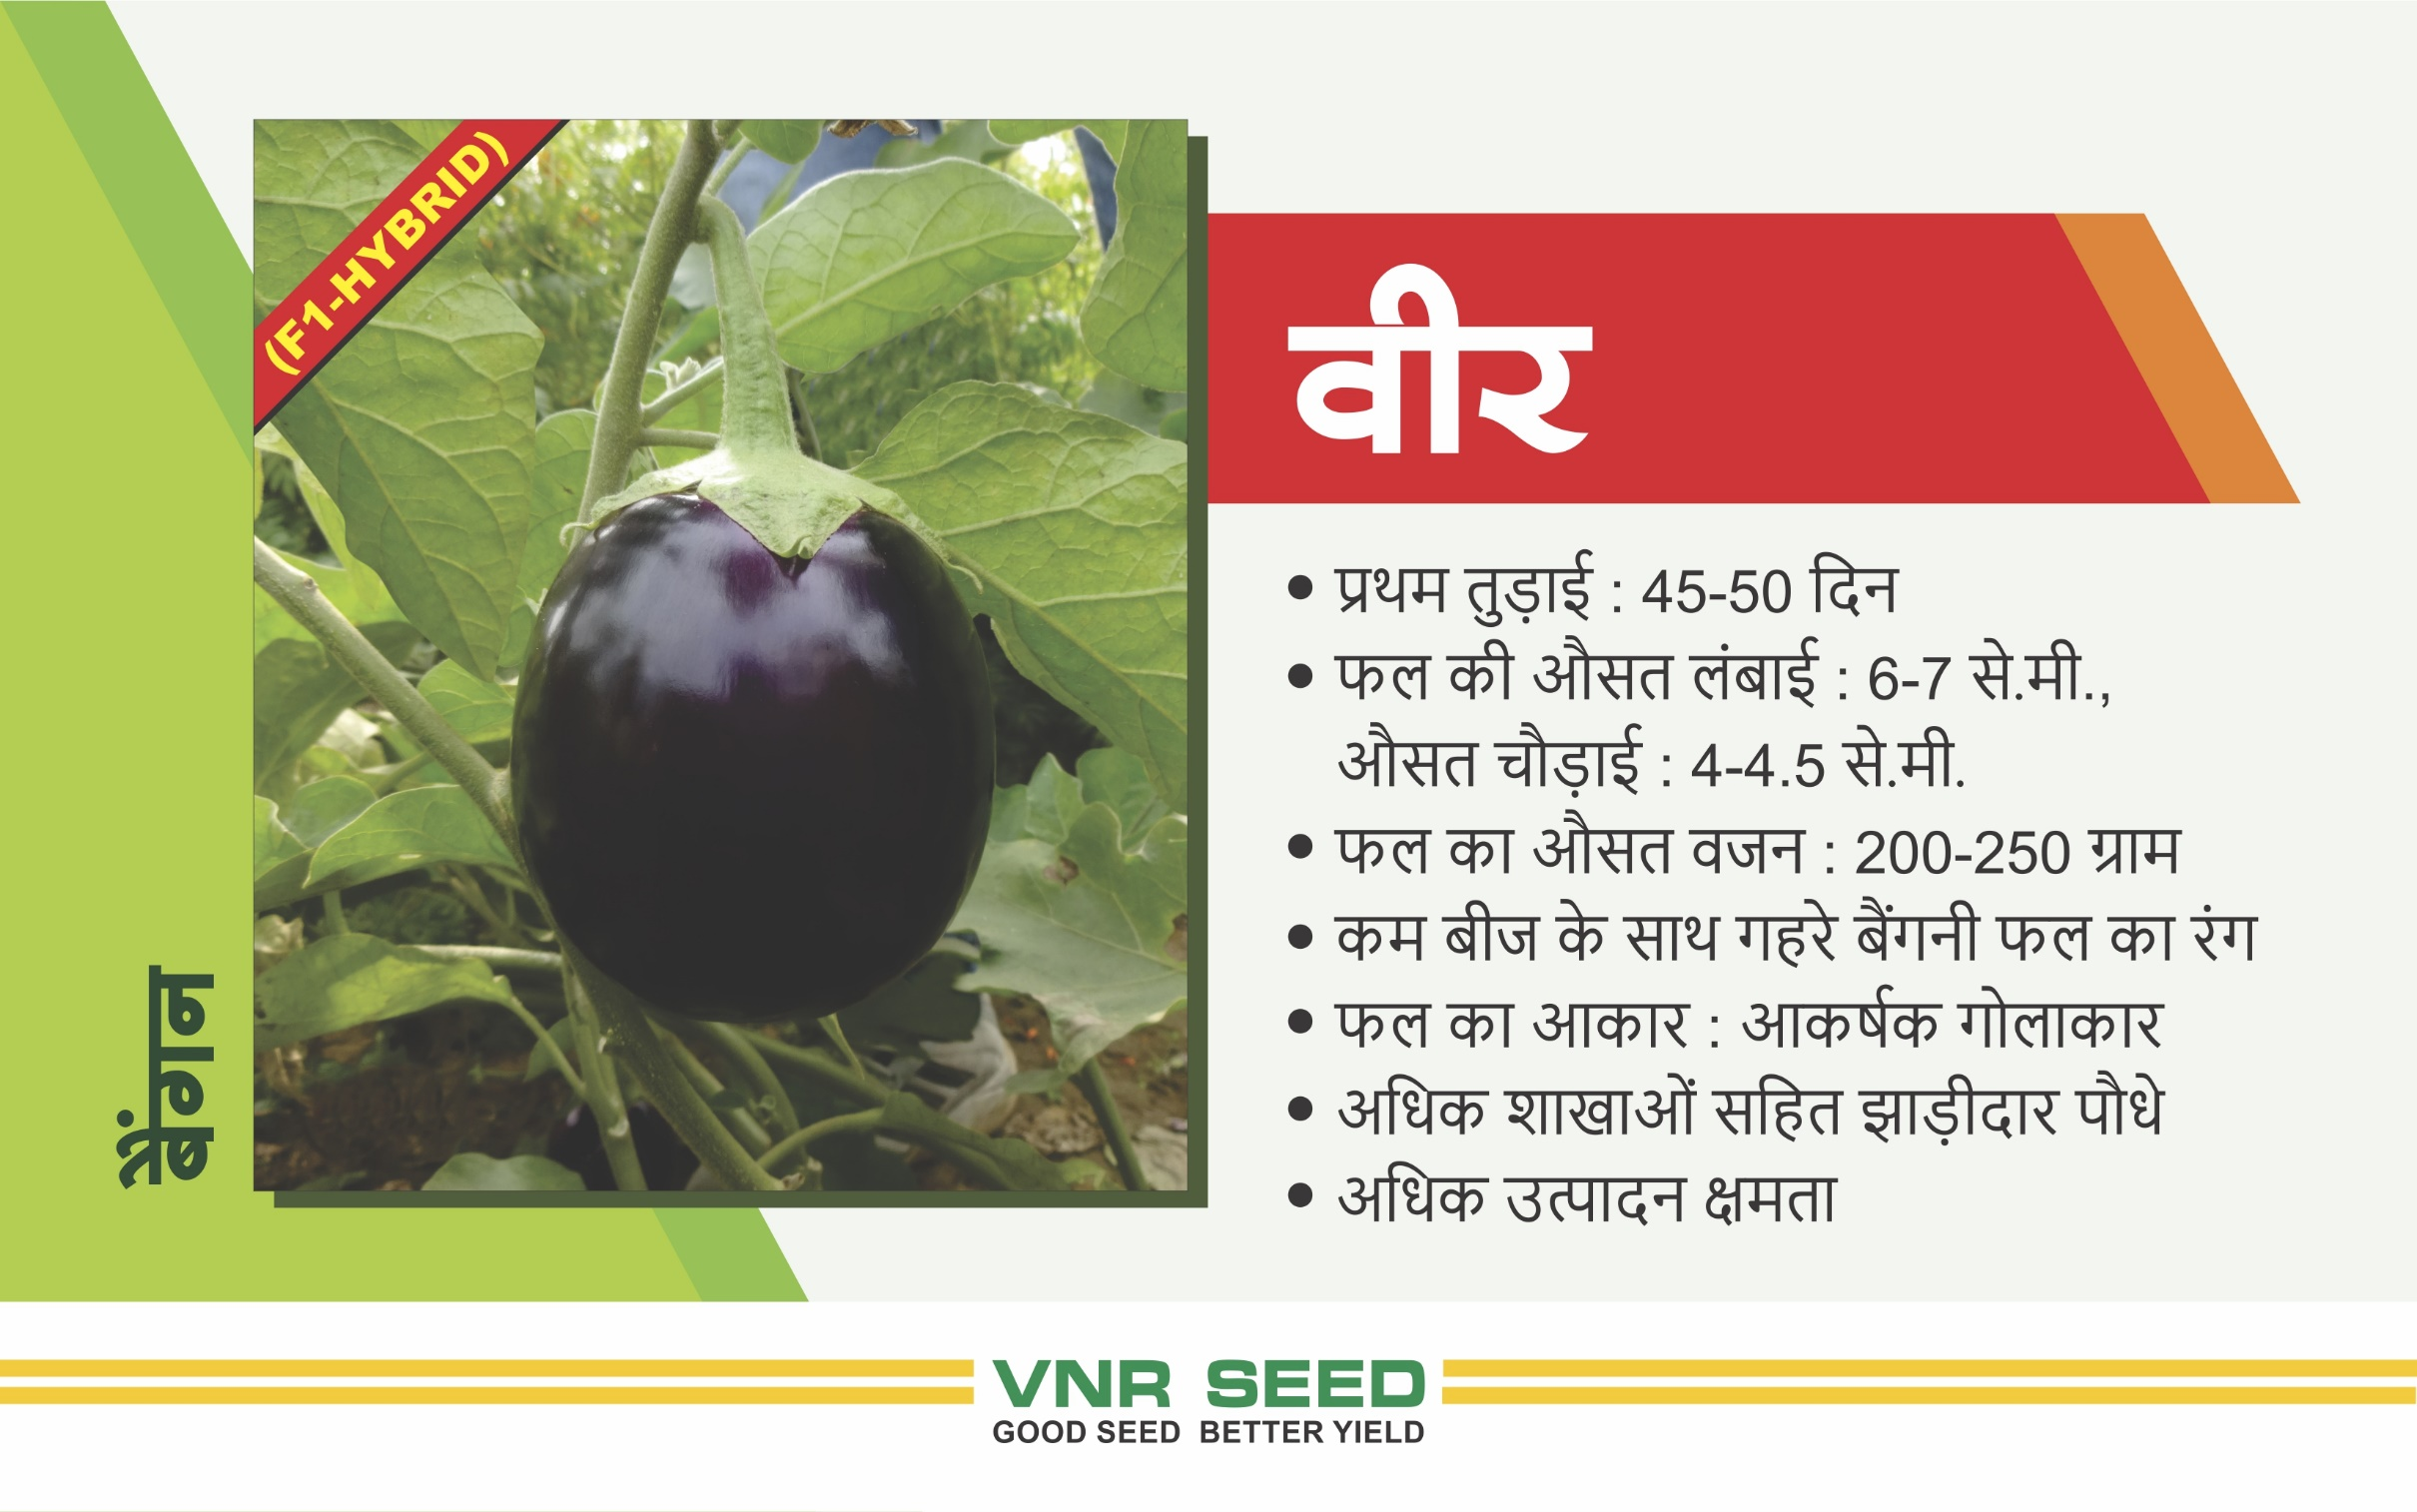 (F1-HYBRID)
बैंगन
वीर
• प्रथम तुड़ाई : 45-50 दिन
• फल की औसत लंबाई : 6-7 से.मी.,
औसत चौड़ाई : 4-4.5 से.मी.
• फल का औसत वजन : 200-250 ग्राम
• कम बीज के साथ गहरे बैंगनी फल का रंग
• फल का आकार : आकर्षक गोलाकार
• अधिक शाखाओं सहित झाड़ीदार पौधे
• अधिक उत्पादन क्षमता
VNR SEED
GOOD SEED BETTER YIELD